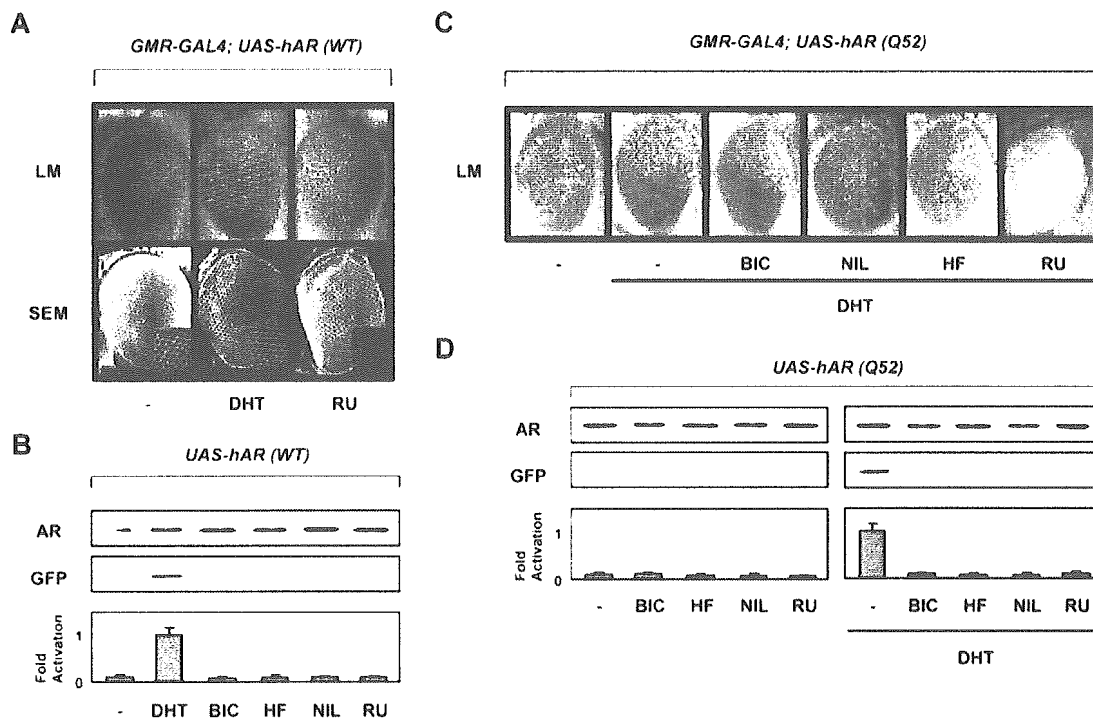 A
GMR-GAL4; UAS-hAR (WT)
LM
SEM
- DHT RU
B
UAS-hAR (WT)
AR
GFP
Fold Activation
1
0
- DHT BIC HF NIL RU
C
GMR-GAL4; UAS-hAR (Q52)
LM
- - BIC NIL HF RU
DHT
D
UAS-hAR (Q52)
AR
GFP
Fold Activation
1
0
- BIC HF NIL RU
1
0
- BIC HF NIL RU
DHT